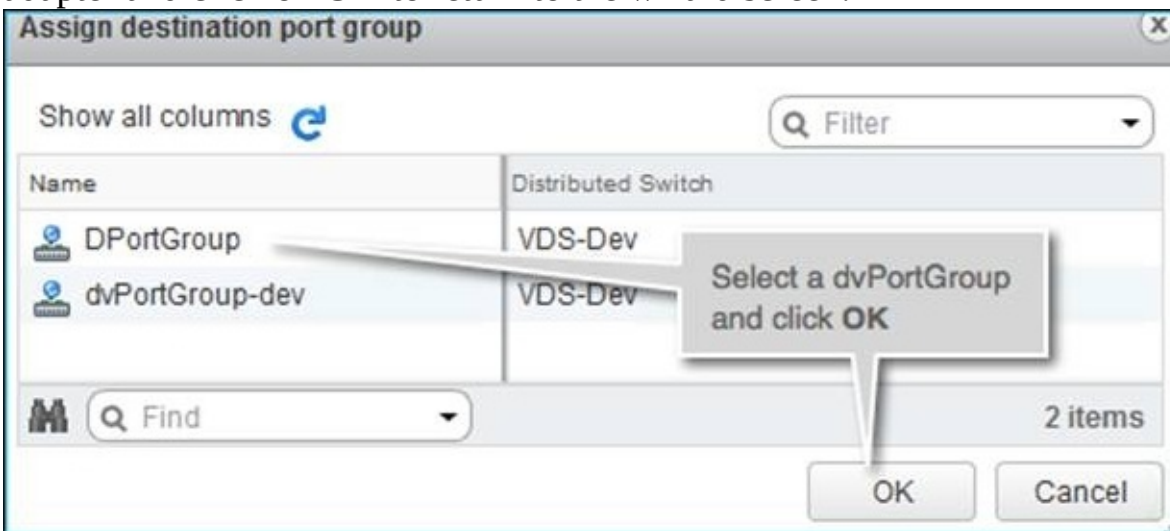 Assign destination port group
Show all columns
Filter
Name Distributed Switch
DPortGroup VDS-Dev
dvPortGroup-dev VDS-Dev
Select a dvPortGroup
and click OK
Find 2 items
OK Cancel